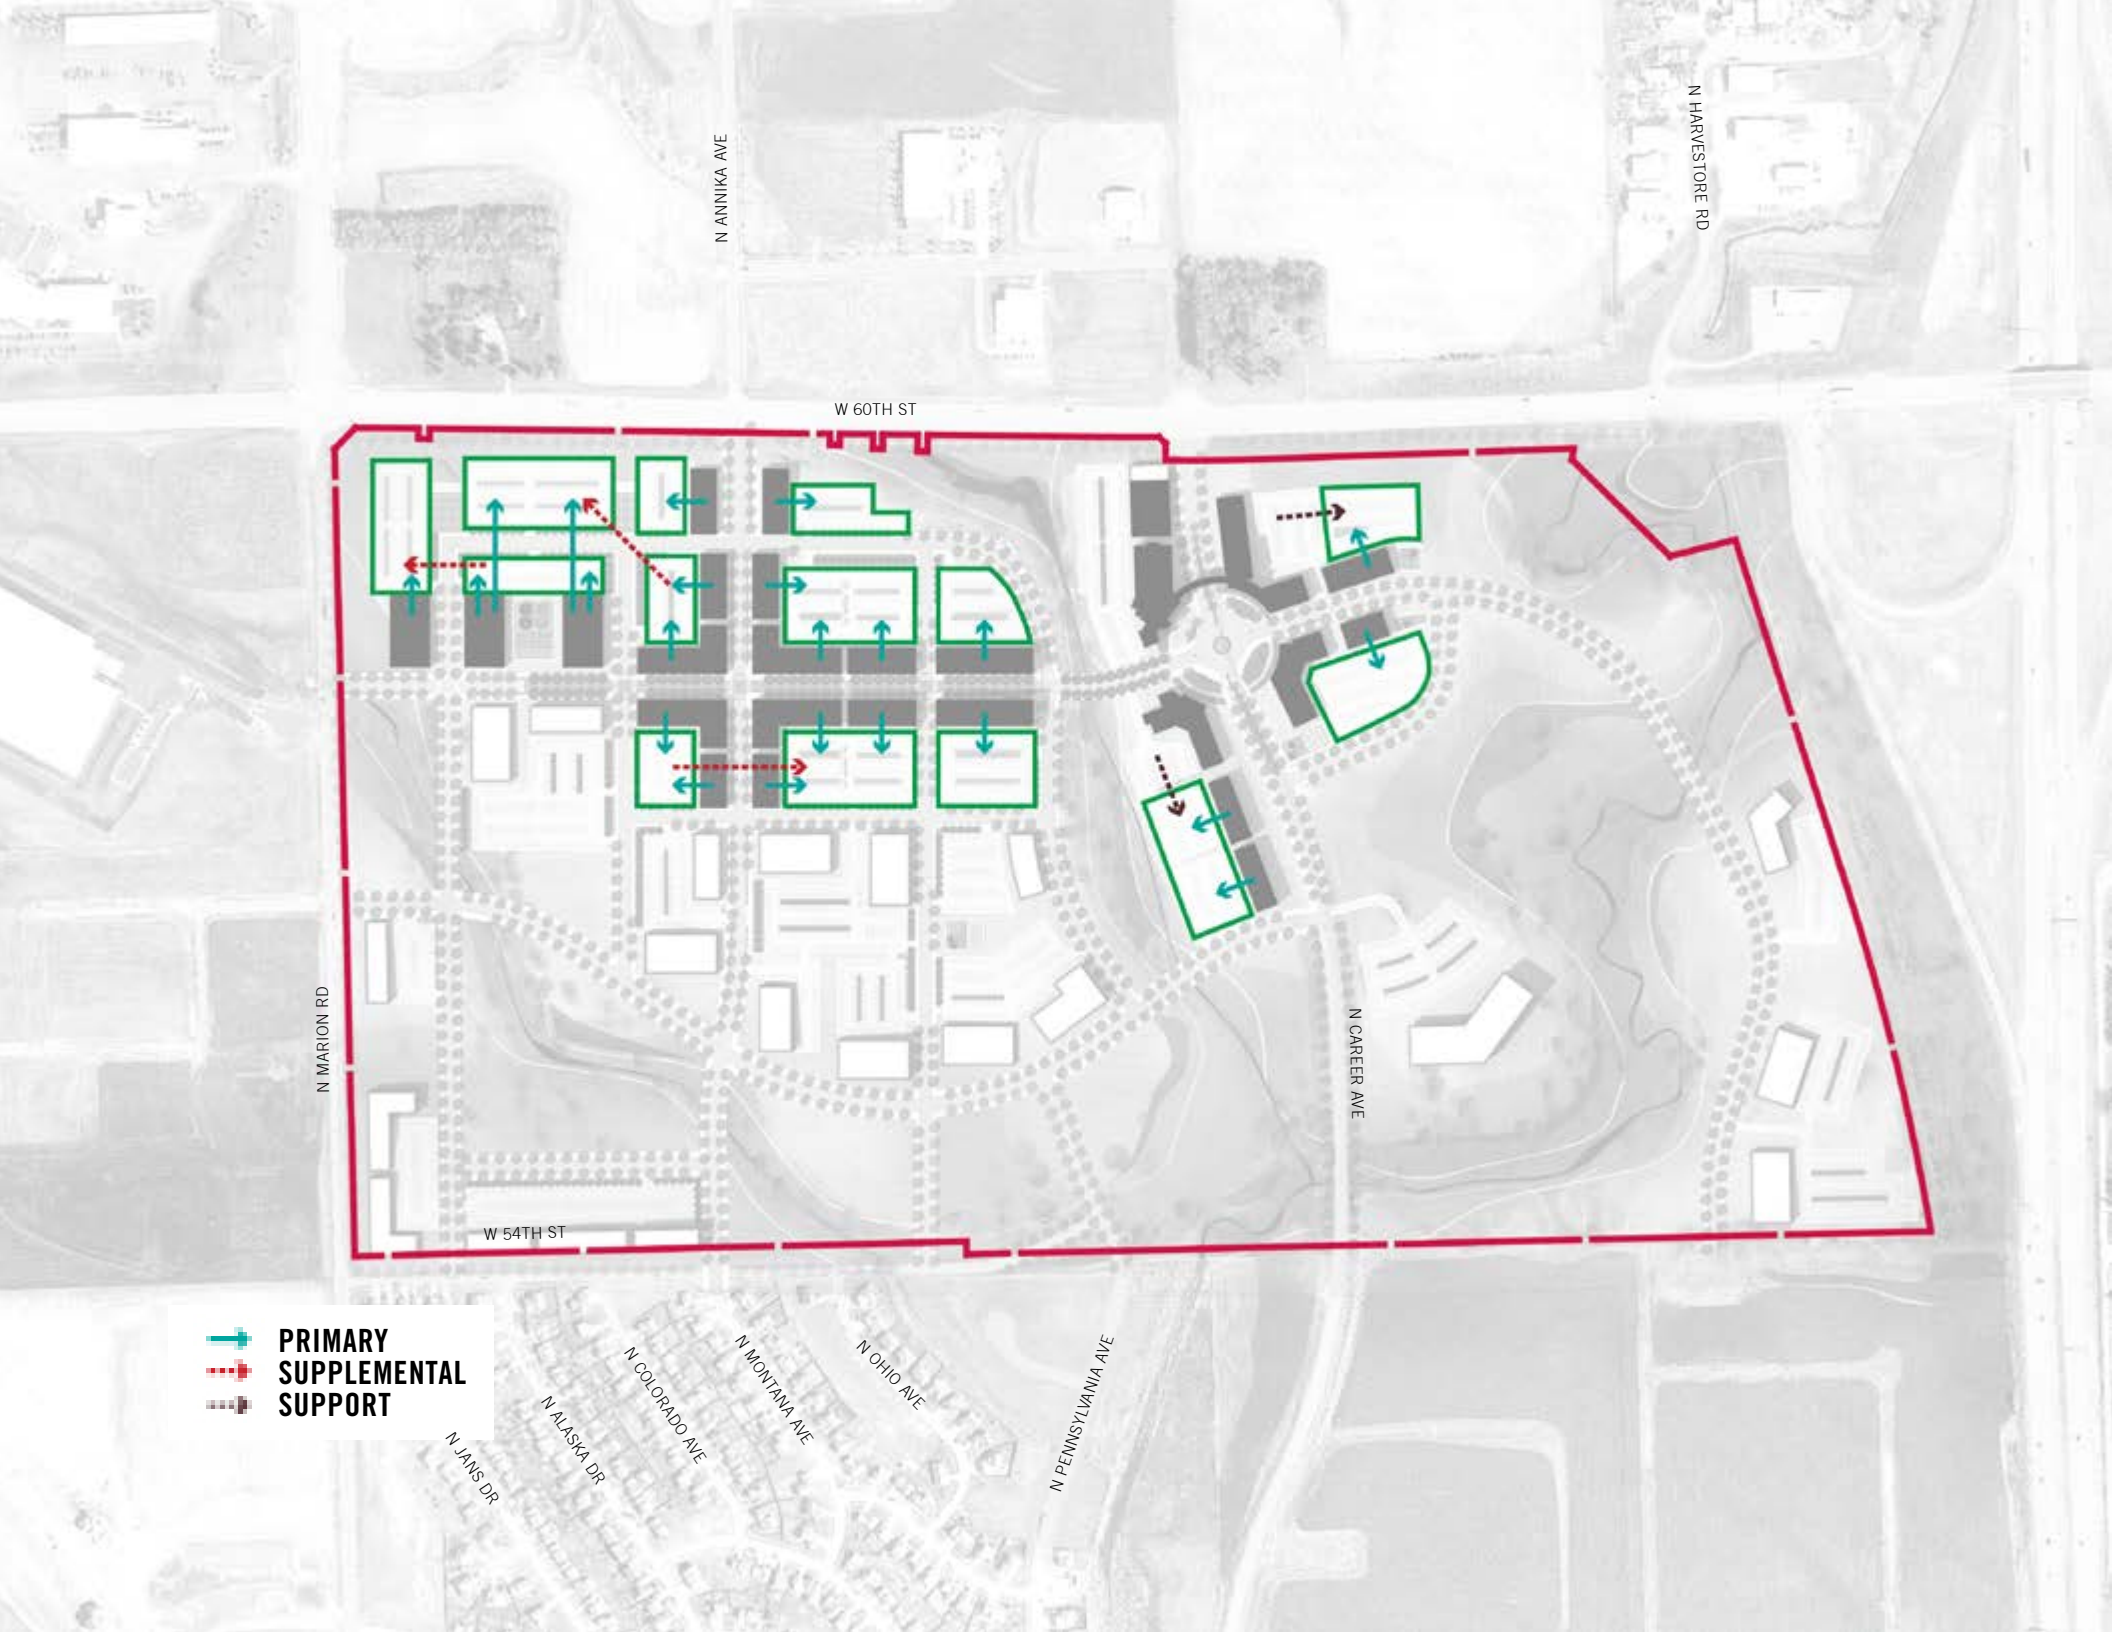 N HARVESTORE RD
N ANNIKA AVE
W 60TH ST
N MARION RD
N CAREER AVE
W 54TH ST
PRIMARY
SUPPLEMENTAL
SUPPORT
N JANS DR
N ALASKA DR
N COLORADO AVE
N MONTANA AVE
N OHIO AVE
N PENNSYLVANIA AVE